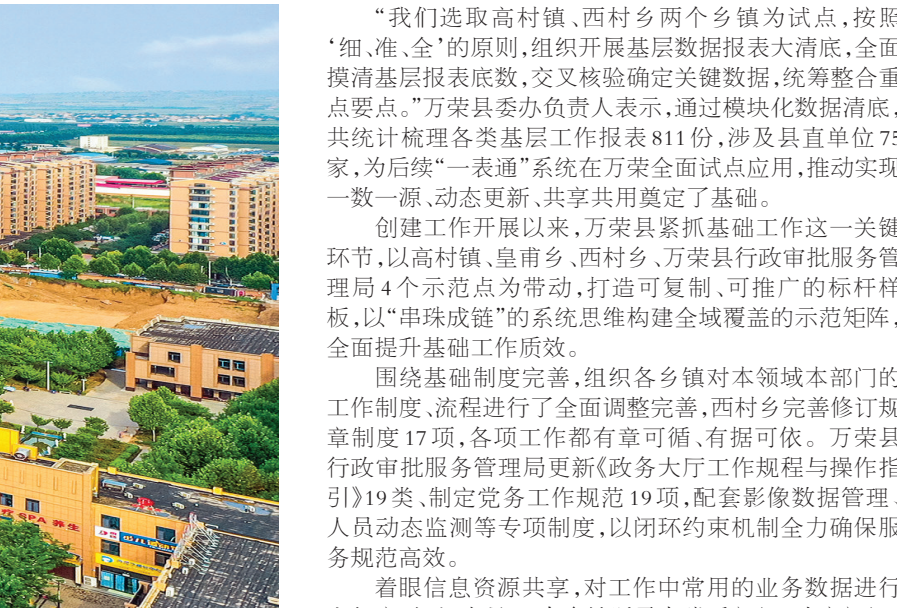 “我们选取高村镇、西村乡两个乡镇为试点，按照
‘细、准、全’的原则，组织开展基层数据报表大清底，全面
摸清基层报表底数，交叉核验确定关键数据，统筹整合重
点要点。”万荣县委办负责人表示，通过模块化数据清底，
共统计梳理各类基层工作报表811份，涉及县直单位75
家，为后续“一表通”系统在万荣全面试点应用，推动实现
一数一源、动态更新、共享共用奠定了基础。
创建工作开展以来，万荣县紧抓基础工作这一关键
环节，以高村镇、皇甫乡、西村乡、万荣县行政审批服务管
理局4个示范点为带动，打造可复制、可推广的标杆样
板，以“串珠成链”的系统思维构建全域覆盖的示范矩阵，
全面提升基础工作质效。
围绕基础制度完善，组织各乡镇对本领域本部门的
工作制度、流程进行了全面调整完善，西村乡完善修订规
章制度17项，各项工作都有章可循、有据可依。万荣县
行政审批服务管理局更新《政务大厅工作规程与操作指
引》19类、制定党务工作规范19项，配套影像数据管理、
人员动态监测等专项制度，以闭环约束机制全力确保服
务规范高效。
着眼信息资源共享，对工作中常用的业务数据进行
疗 SPA 养生